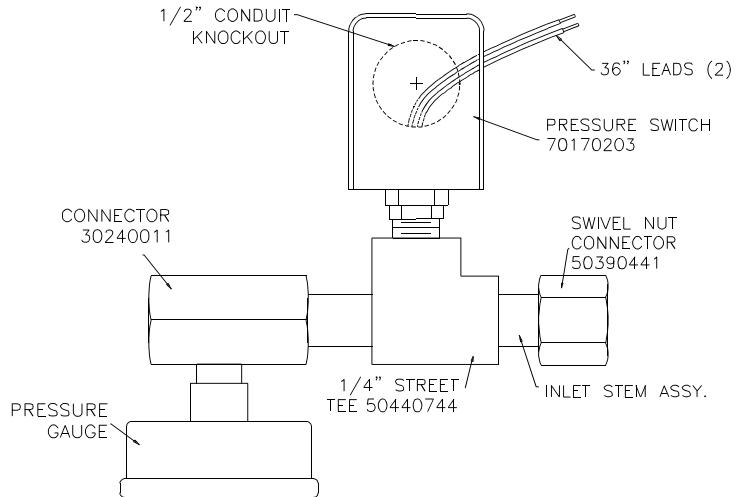 1/2” CONDUIT
KNOCKOUT
36” LEADS (2)
PRESSURE SWITCH
70170203
CONNECTOR
30240011
SWIVEL NUT
CONNECTOR
50390441
1/4” STREET
TEE 50440744
INLET STEM ASSY.
PRESSURE
GAUGE